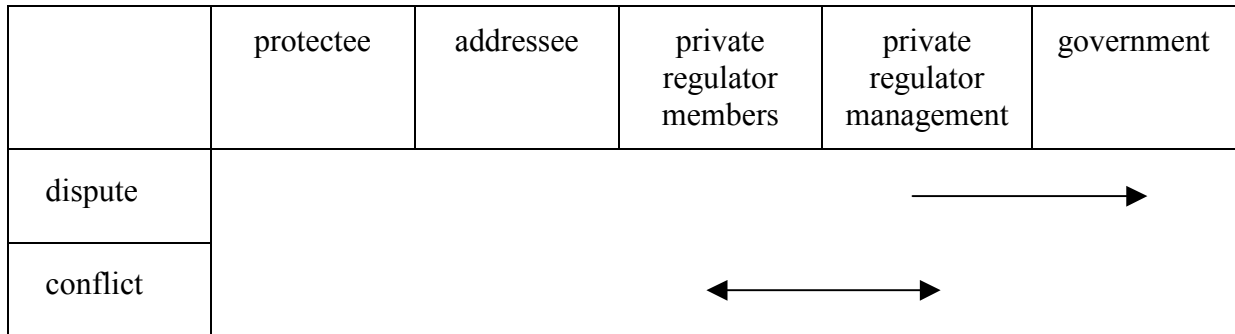 protectee addressee private private government
regulator regulator
members management
dispute
conflict